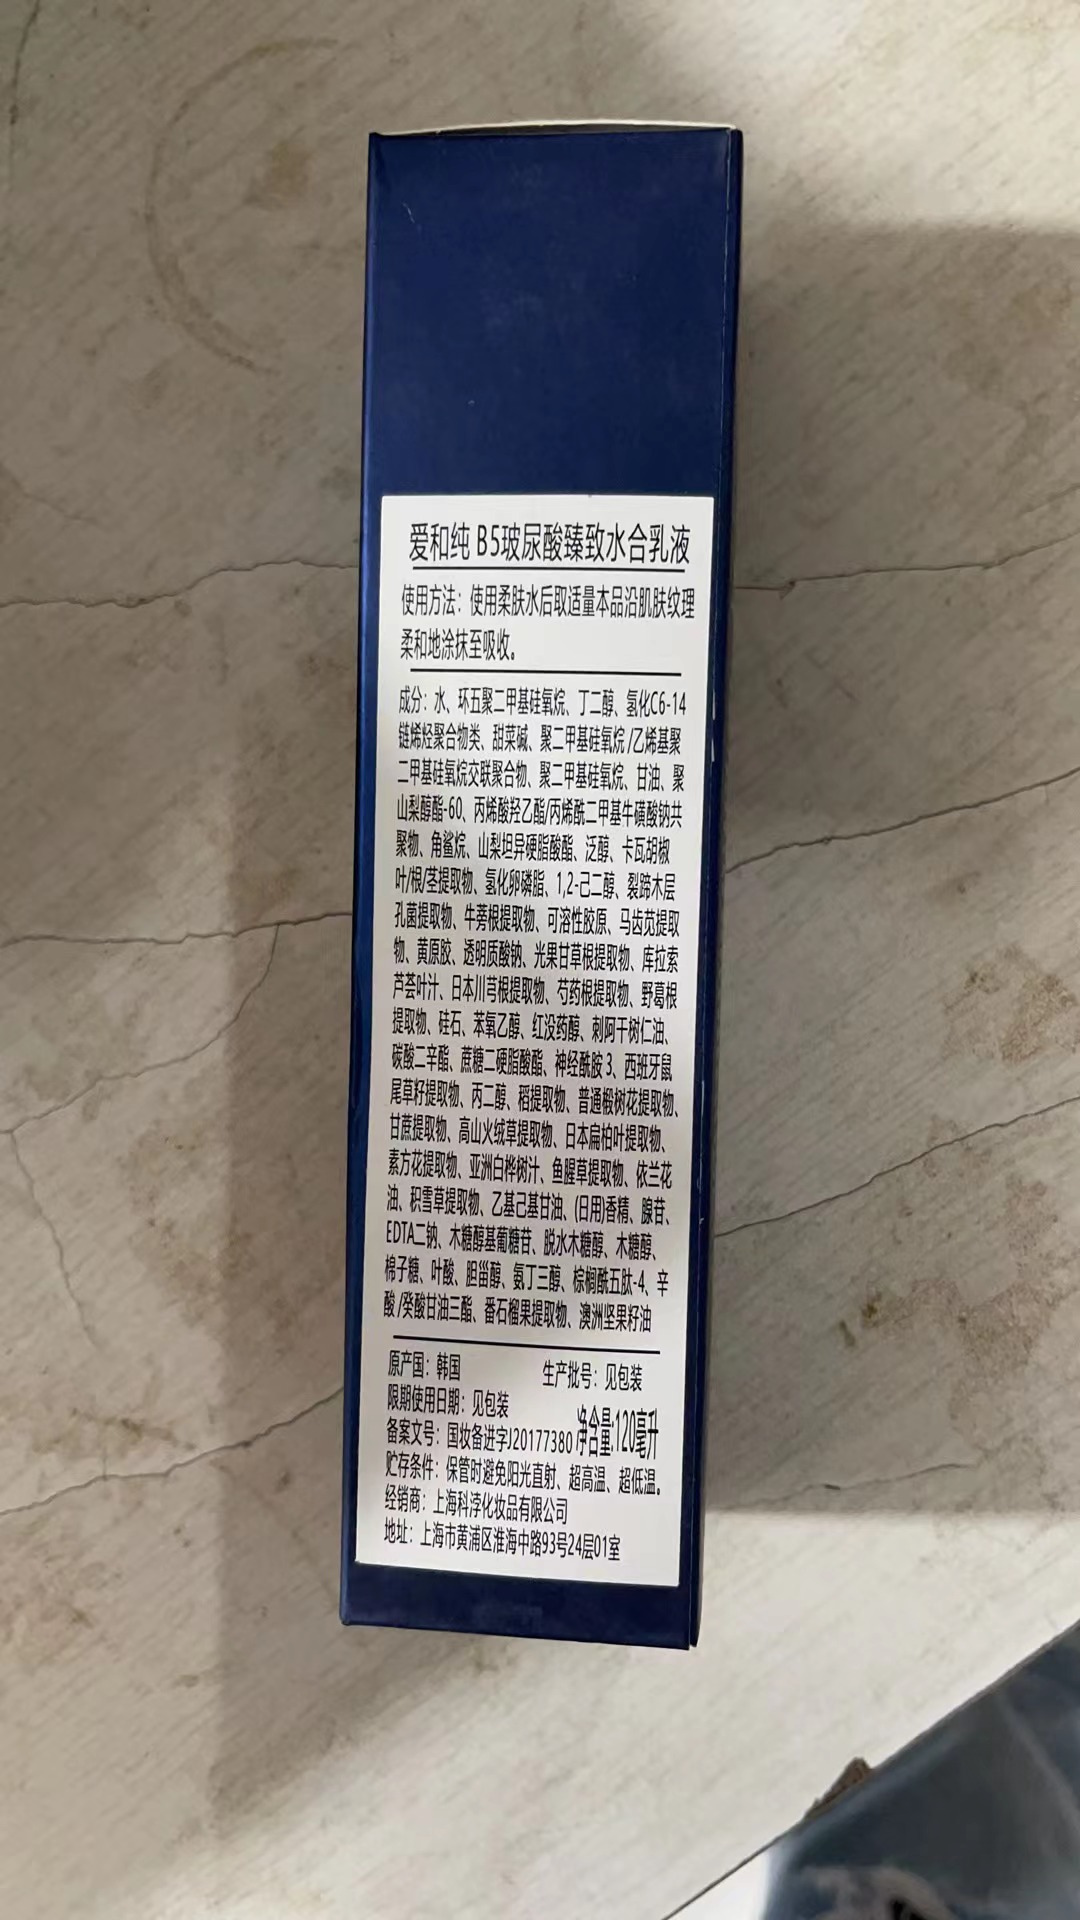 爱和纯 B5玻尿酸臻致水合乳液
使用方法：使用柔肤水后取适量本品沿肌肤纹理
柔和地涂抹至吸收。
成分：水、环五聚二甲基硅氧烷、丁二醇、氢化C6-14
链烯烃聚合物类、甜菜碱、聚二甲基硅氧烷/乙烯基聚
二甲基硅氧烷交联聚合物、聚二甲基硅氧烷、甘油、聚
山梨醇酯-60、丙烯酸羟乙酯/丙烯酰二甲基牛磺酸钠共
聚物、角鲨烷、山梨坦异硬脂酸酯、泛醇、卡瓦胡椒
叶/根/茎提取物、氢化卵磷脂、1,2-己二醇、裂蹄木层
孔菌提取物、牛蒡根提取物、可溶性胶原、马齿苋提取
物、黄原胶、透明质酸钠、光果甘草根提取物、库拉索
芦荟叶汁、日本川芎根提取物、芍药根提取物、野葛根
提取物、硅石、苯氧乙醇、红没药醇、刺阿干树仁油、
碳酸二辛酯、蔗糖二硬脂酸酯、神经酰胺3、西班牙鼠
尾草籽提取物、丙二醇、稻提取物、普通椴树花提取物、
甘蔗提取物、高山火绒草提取物、日本扁柏叶提取物、
素方花提取物、亚洲白桦树汁、鱼腥草提取物、依兰花
油、积雪草提取物、乙基己基甘油、(日用)香精、腺苷、
EDTA二钠、木糖醇基葡糖苷、脱水木糖醇、木糖醇、
棉子糖、叶酸、胆甾醇、氨丁三醇、棕榈酰五肽-4、辛
酸/癸酸甘油三酯、番石榴果提取物、澳洲坚果籽油
原产国：韩国 生产批号：见包装
限期使用日期：见包装
备案文号：国妆备进字J20177380 净含量:120毫升
贮存条件：保管时避免阳光直射、超高温、超低温。
经销商：上海科浡化妆品有限公司
地址：上海市黄浦区淮海中路93号24层01室